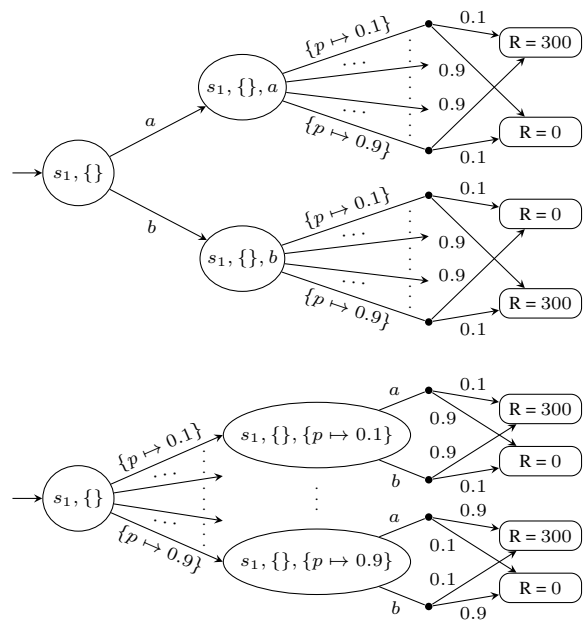 {p ↦ 0.1}
0.1
R = 300
...
s₁, {}, a
0.9
a
...
0.9
{p ↦ 0.9}
R = 0
0.1
s₁, {}
{p ↦ 0.1}
0.1
R = 0
b
...
0.9
s₁, {}, b
...
0.9
{p ↦ 0.9}
R = 300
0.1
a
0.1
R = 300
{p ↦ 0.1}
s₁, {}, {p ↦ 0.1}
0.9
0.9
R = 0
...
b
0.1
s₁, {}
...
a
0.9
R = 300
{p ↦ 0.9}
s₁, {}, {p ↦ 0.9}
0.1
0.1
R = 0
b
0.9